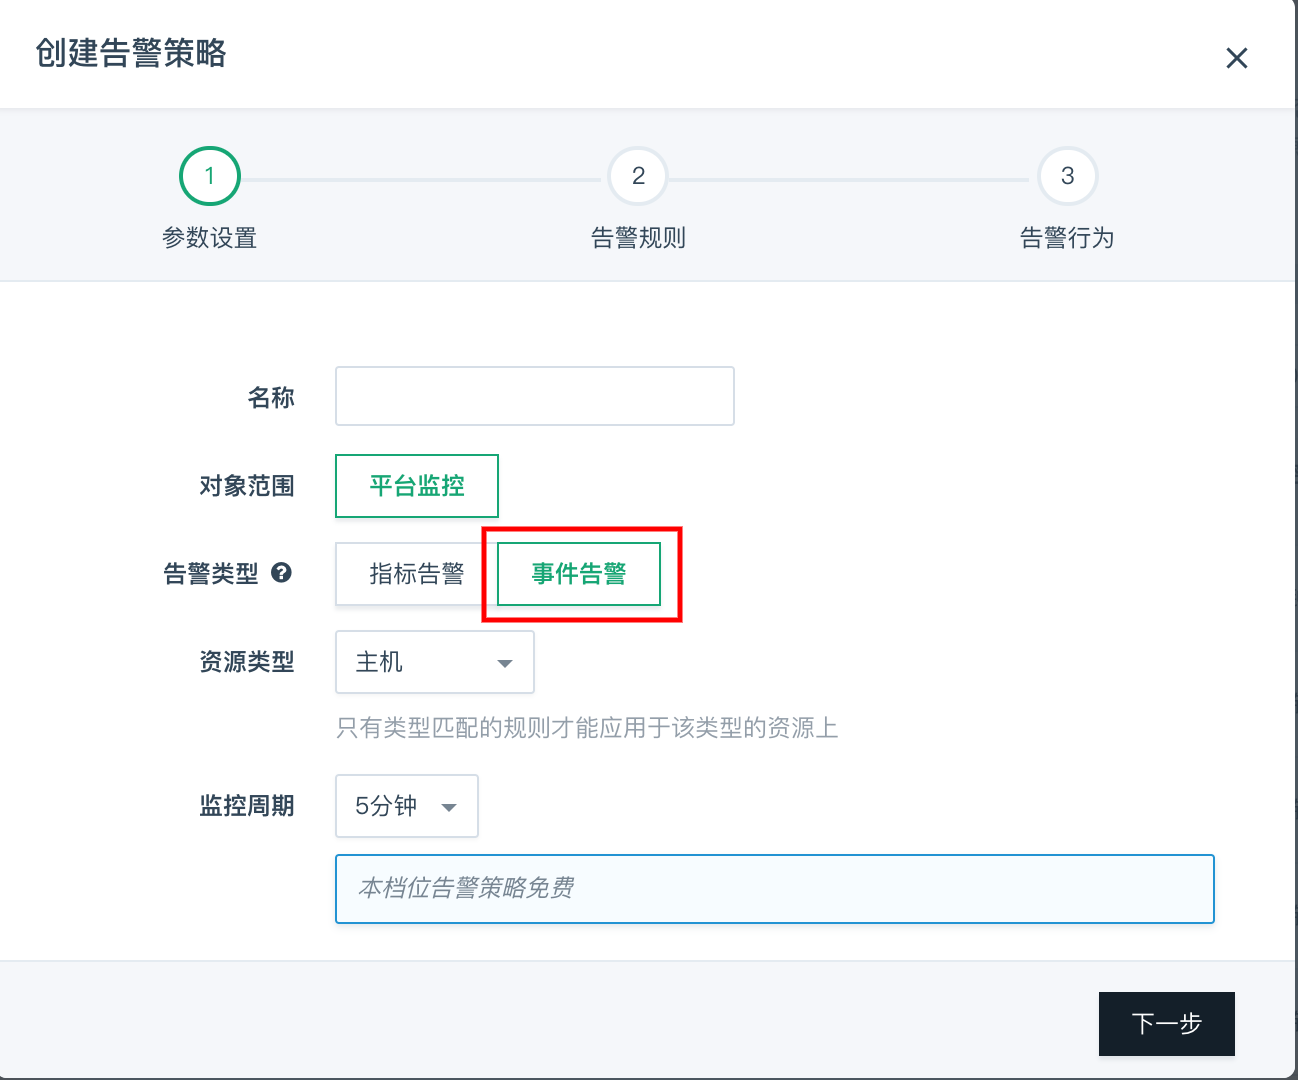 创建告警策略
1
2
3
参数设置
告警规则
告警行为
名称
对象范围
平台监控
告警类型
指标告警
事件告警
资源类型
主机
只有类型匹配的规则才能应用于该类型的资源上
监控周期
5分钟
本档位告警策略免费
下一步